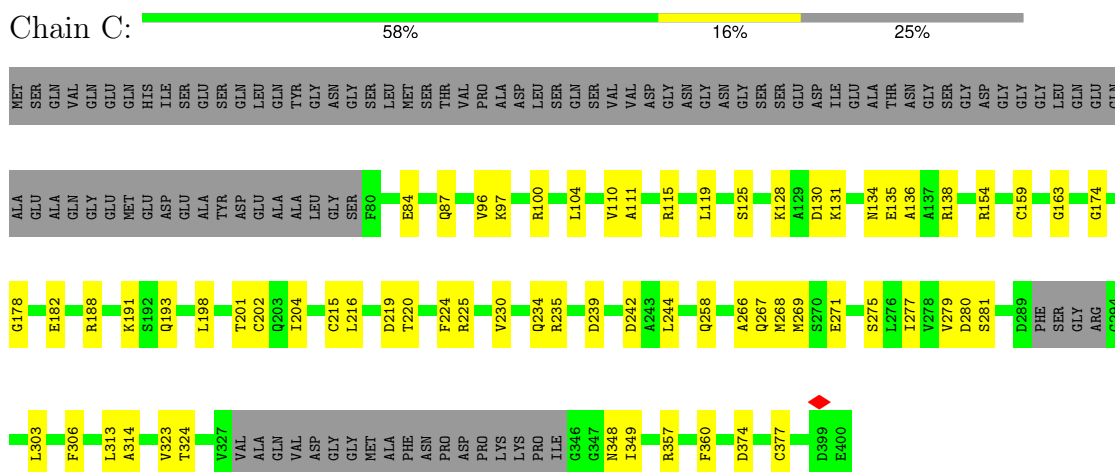 Chain C:
58% 16% 25%
MET SER GLN VAL GLN GLU GLN HIS ILE SER GLU SER GLN LEU GLN TYR GLY ASN GLY SER LEU MET SER THR VAL PRO ALA ASP LEU SER GLN SER VAL VAL ASP GLY ASN GLY ASN GLY SER SER GLU ASP ILE GLU ALA THR ASN GLY SER GLY ASP GLY GLY GLY LEU GLN GLU GLN
ALA GLU ALA GLN GLY GLU MET GLU ASP GLU ALA TYR ASP GLU ALA ALA LEU GLY SER F80 E84 Q87 V96 K97 R100 L104 V110 A111 R115 L119 S125 K128 A129 D130 K131 N134 E135 A136 A137 R138 R154 C159 G163 G174
G178 E182 R188 K191 S192 Q193 L198 T201 C202 Q203 I204 C215 L216 D219 T220 F224 R225 V230 Q234 R235 D239 D242 A243 L244 Q258 A266 Q267 M268 M269 S270 E271 S275 L276 I277 V278 V279 D280 S281 D289 PHE SER GLY ARG G294
L303 F306 L313 A314 V323 T324 V327 VAL ALA GLN VAL ASP GLY GLY MET ALA PHE ASN PRO ASP PRO LYS LYS PRO ILE G346 G347 N348 I349 R357 F360 D374 C377 D399 E400